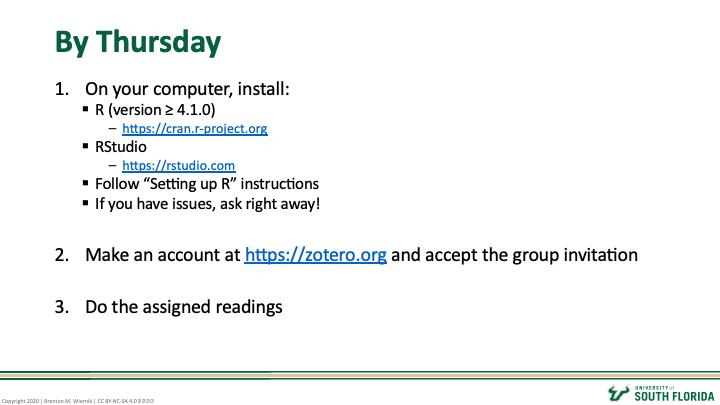 By Thursday
1. On your computer, install:
▪ R (version ≥ 4.1.0)
– https://cran.r-project.org
▪ RStudio
– https://rstudio.com
▪ Follow “Setting up R” instructions
▪ If you have issues, ask right away!
2. Make an account at https://zotero.org and accept the group invitation
3. Do the assigned readings
Copyright 2020 | Brenton M. Wiernik | CC BY-NC-SA 4.0
UNIVERSITY of
SOUTH FLORIDA